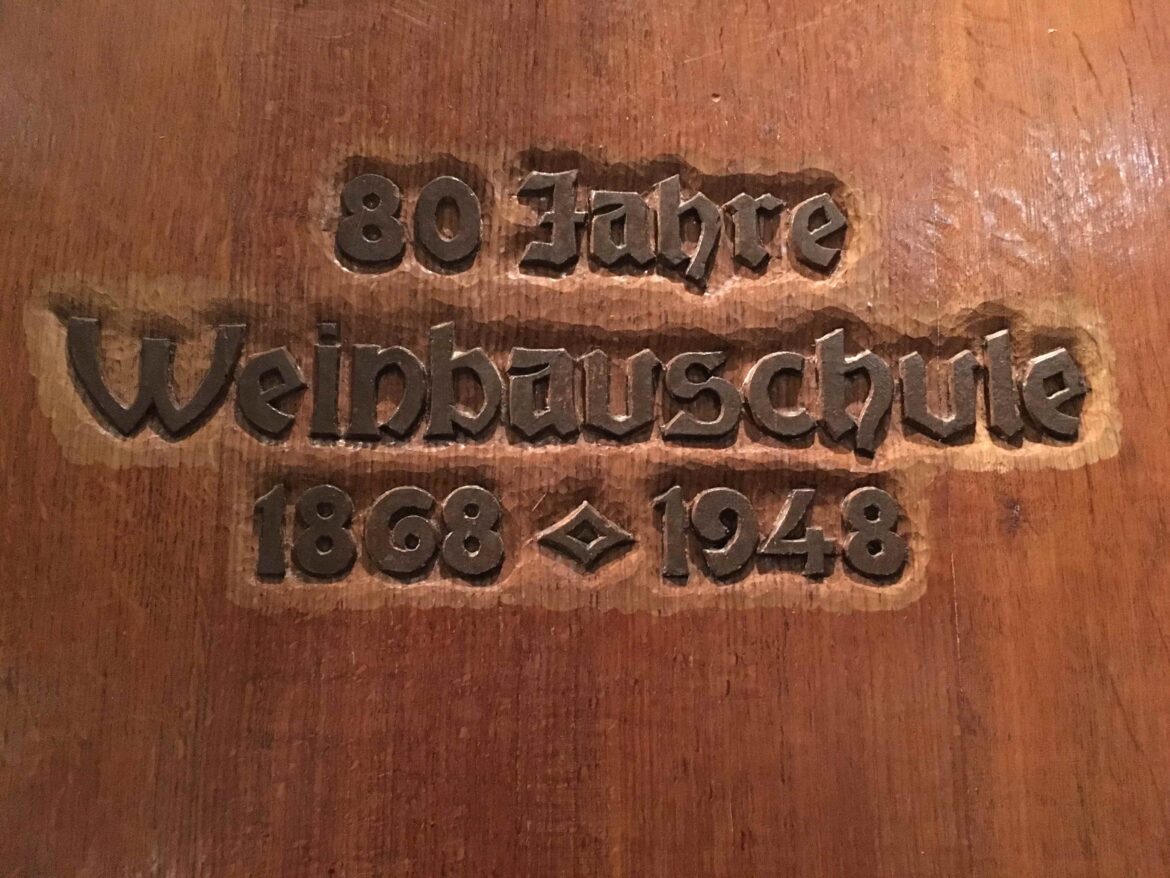 80 Jahre
Weinbauschule
1868 ◇ 1948